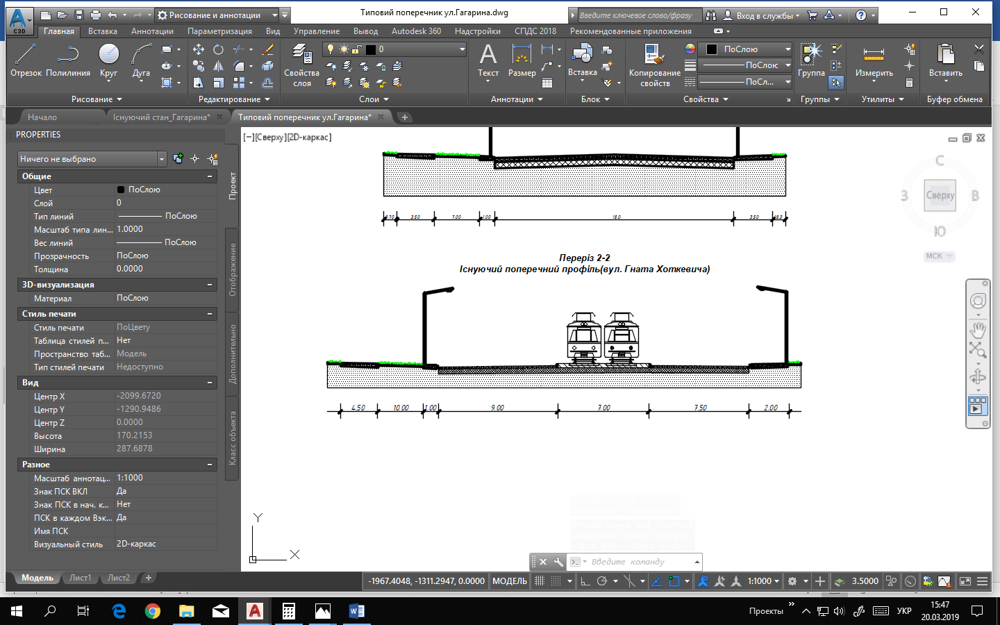 Рисование и аннотации
Типовий поперечник ул.Гагарина.dwg
Введите ключевое слово/фразу
Вход в службы
C3D
Главная
Вставка
Аннотации
Параметризация
Вид
Управление
Вывод
Autodesk 360
Надстройки
СПДС 2018
Рекомендованные приложения
Отрезок
Полилиния
Круг
Дуга
Рисование
Редактирование
Свойства слоя
0
Слои
Текст
Размер
Аннотации
Вставка
Блок
Копирование свойств
ПоСлою
ПоСлок
ПоСл...
Свойства
Группа
Группы
Измерить
Утилиты
Вставить
Буфер обмена
Начало
Існуючий стан_Гагарина*
Типовий поперечник ул.Гагарина*
PROPERTIES
Ничего не выбрано
Общие
Цвет ПоСлою
Слой 0
Тип линий ПоСлою
Масштаб типа лин... 1.0000
Вес линий ПоСлою
Прозрачность ПоСлою
Толщина 0.0000
3D-визуализация
Материал ПоСлою
Стиль печати
Стиль печати ПоЦвету
Таблица стилей п... Нет
Пространство таб... Модель
Тип стилей печати Недоступно
Вид
Центр X -2099.6720
Центр Y -1290.9486
Центр Z 0.0000
Высота 170.2153
Ширина 287.6878
Разное
Масштаб аннотац... 1:1000
Знак ПСК ВКЛ Да
Знак ПСК в нач. к... Нет
ПСК в каждом Вэк... Да
Имя ПСК
Визуальный стиль 2D-каркас
Проект
Отображение
Дополнительно
Класс объекта
[−][Сверху][2D-каркас]
3.50 7.00 1.00 18.0 3.50
Переріз 2-2
Існуючий поперечний профіль(вул. Гната Хоткевича)
4.50 10.00 1.00 9.00 7.00 7.50 2.00
С
З
Сверху
В
Ю
МСК
Y
X
Введите команду
Модель
Лист1
Лист2
-1967.4048, -1311.2947, 0.0000
МОДЕЛЬ
1:1000
3.5000
Проекты
УКР
15:47
20.03.2019